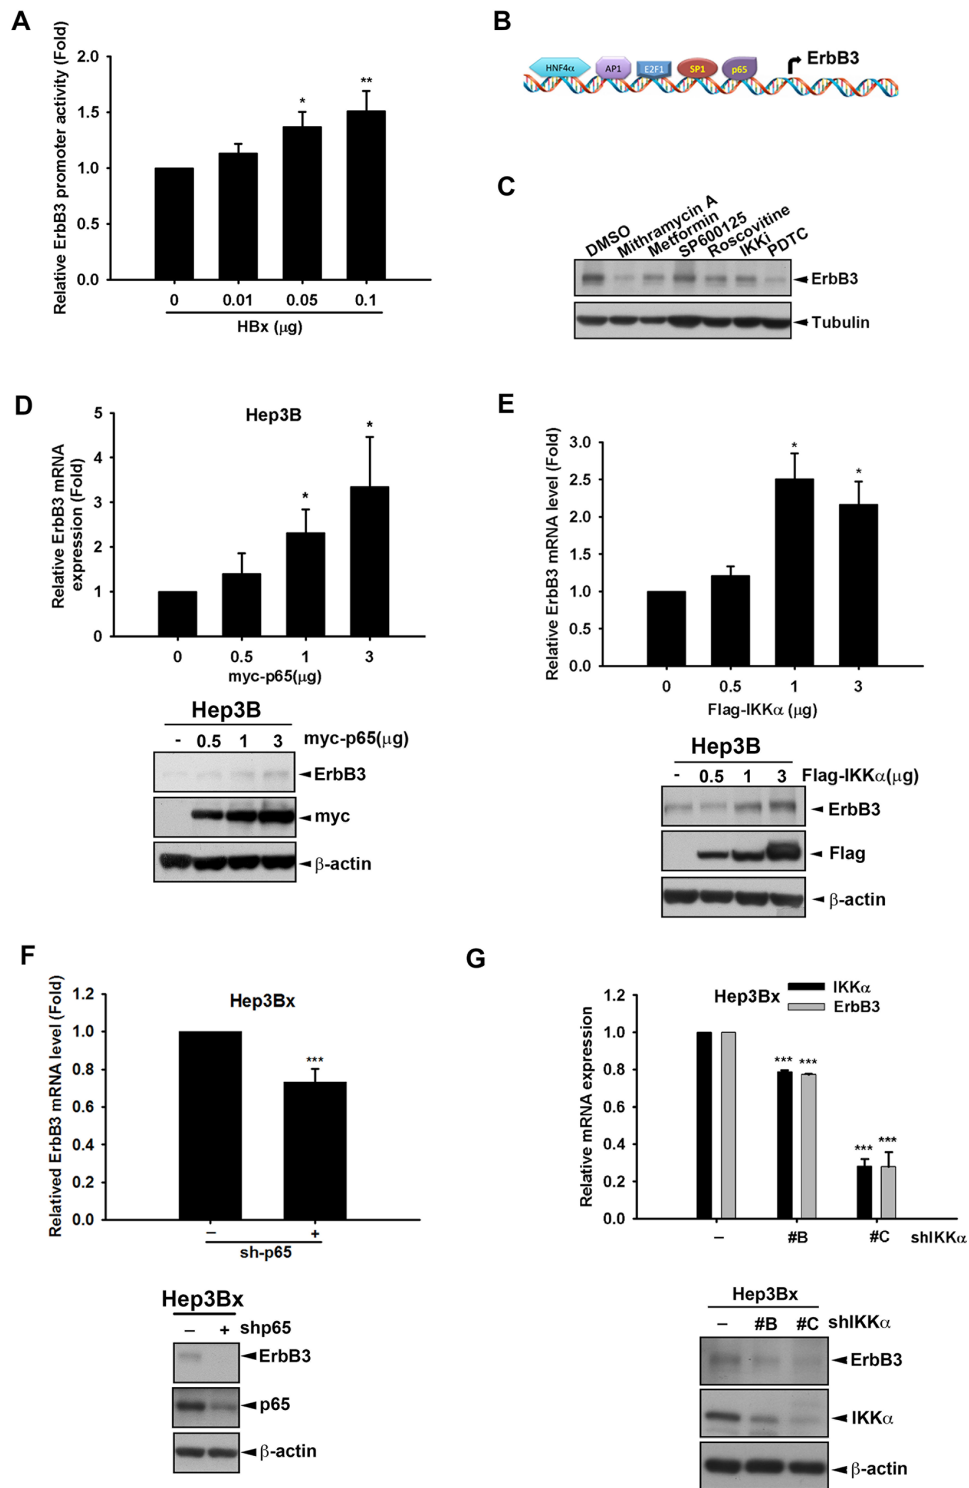 A
Relative ErbB3 promoter activity (Fold)
2.0
1.5
1.0
0.5
0.0
*
**
0 0.01 0.05 0.1
HBx (μg)
B
HNF4α AP1 E2F1 SP1 p65 ErbB3
C
DMSO Mithramycin A Metformin SP600125 Roscovitine IKKi PDTC
ErbB3
Tubulin
D
Hep3B
Relative ErbB3 mRNA
expression (Fold)
5
4
3
2
1
0
*
*
0 0.5 1 3
myc-p65(μg)
Hep3B
- 0.5 1 3 myc-p65(μg)
ErbB3
myc
β-actin
E
Relative ErbB3 mRNA level (Fold)
3.0
2.5
2.0
1.5
1.0
0.5
0.0
*
*
0 0.5 1 3
Flag-IKKα (μg)
Hep3B
- 0.5 1 3 Flag-IKKα(μg)
ErbB3
Flag
β-actin
F
Hep3Bx
Relatived ErbB3 mRNA level (Fold)
1.2
1.0
0.8
0.6
0.4
0.2
0.0
***
– +
sh-p65
Hep3Bx
– + shp65
ErbB3
p65
β-actin
G
Hep3Bx
IKKα
ErbB3
Relative mRNA expression
1.2
1.0
0.8
0.6
0.4
0.2
0.0
*** ***
*** ***
– #B #C shIKKα
Hep3Bx
– #B #C shIKKα
ErbB3
IKKα
β-actin